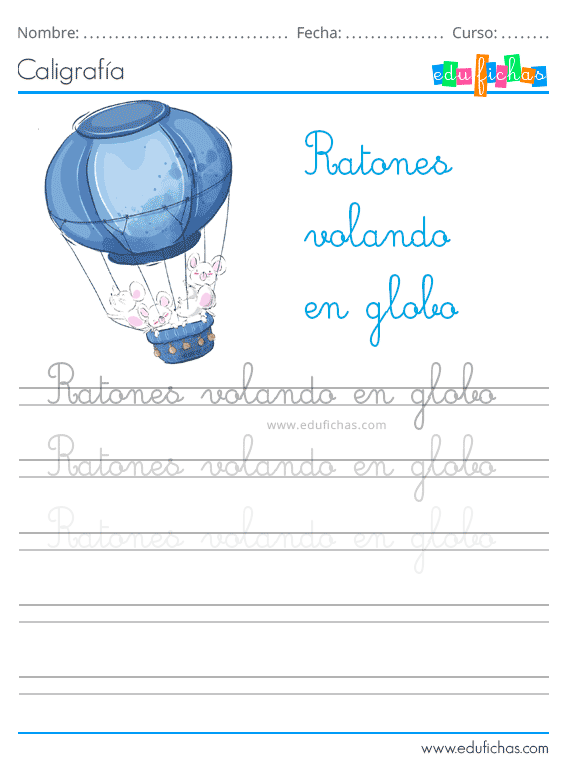 Nombre: ................................. Fecha: ................ Curso: ........
Caligrafía
edufichas
Ratones
volando
en globo
Ratones volando en globo
www.edufichas.com
Ratones volando en globo
Ratones volando en globo
www.edufichas.com